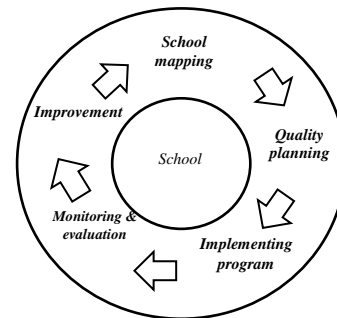 School
mapping
Quality
planning
Implementing
program
Monitoring &
evaluation
Improvement
School